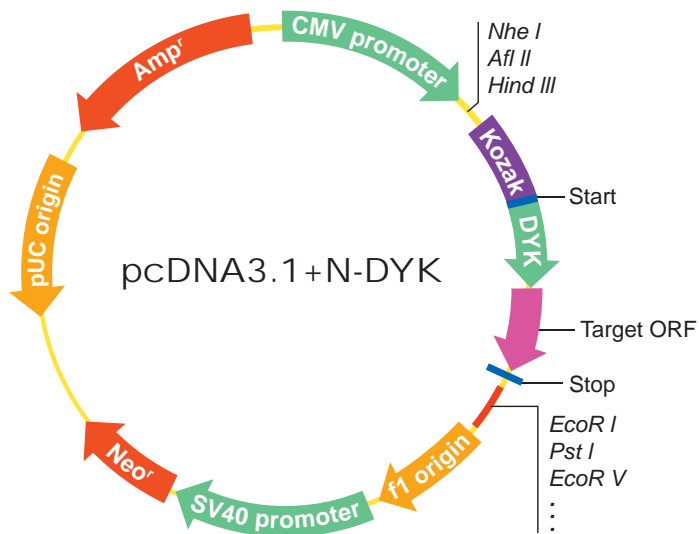 CMV promoter
Nhe I
Afl II
Hind III
Kozak
Start
DYK
Target ORF
Stop
EcoR I
Pst I
EcoR V
.
.
.
f1 origin
SV40 promoter
Neoʳ
pUC origin
Ampʳ
pcDNA3.1+N-DYK